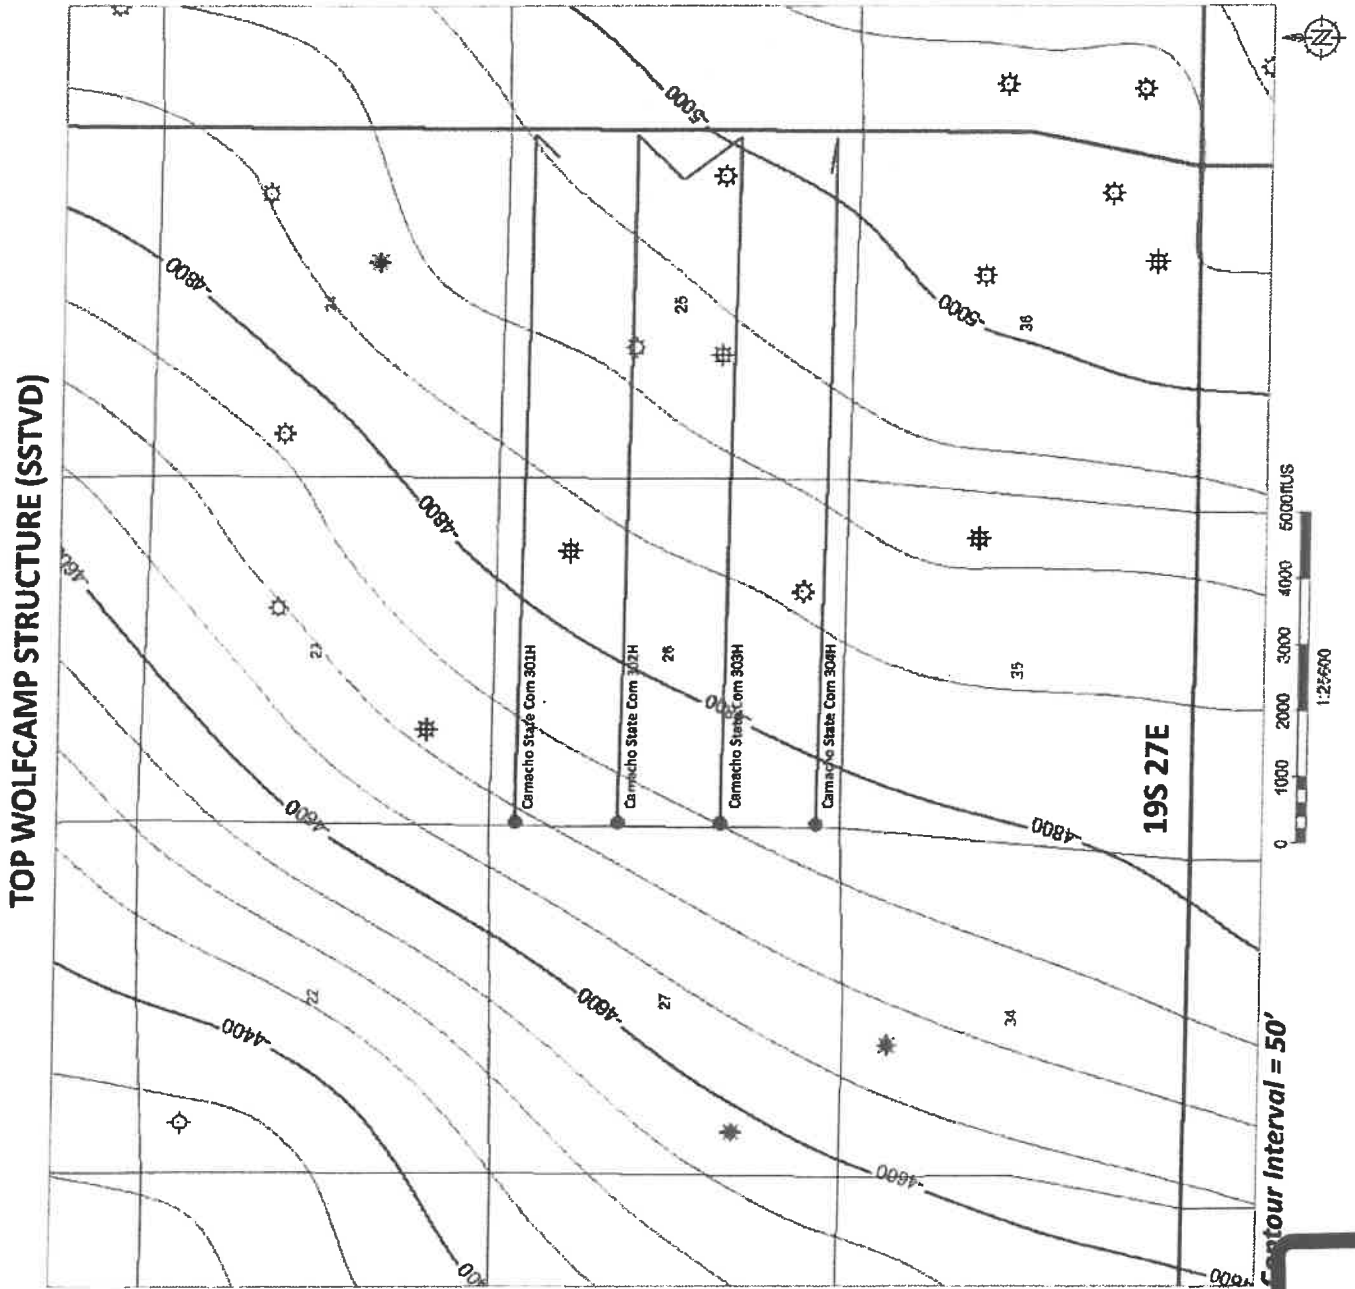 TOP WOLFCAMP STRUCTURE (SSTVD)
-5000
-4800
24
25
-5000
36
-4800
23
Camacho State Com 301H
Camacho State Com 302H
26
Camacho State Com 303H
Camacho State Com 304H
35
-4600
-4800
19S 27E
22
27
-4600
34
-4400
-4600
Contour Interval = 50'
0 1000 2000 3000 4000 5000ftUS
1:25600
N